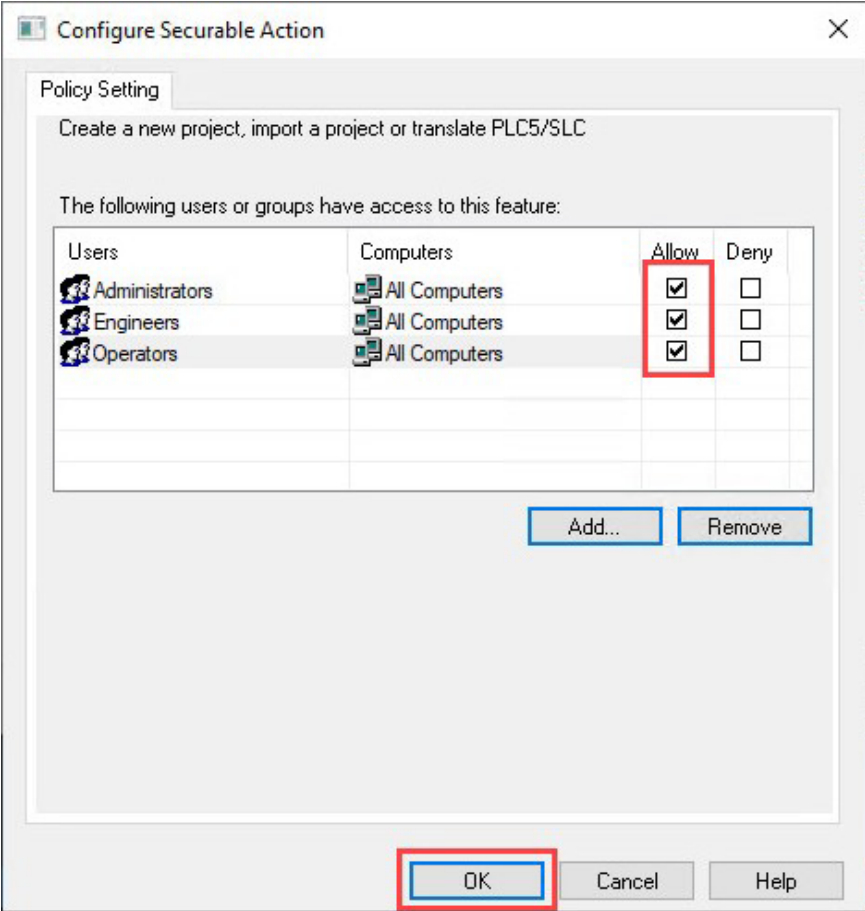 Configure Securable Action
Policy Setting
Create a new project, import a project or translate PLC5/SLC
The following users or groups have access to this feature:
Users Computers Allow Deny
Administrators All Computers
Engineers All Computers
Operators All Computers
Add... Remove
OK Cancel Help